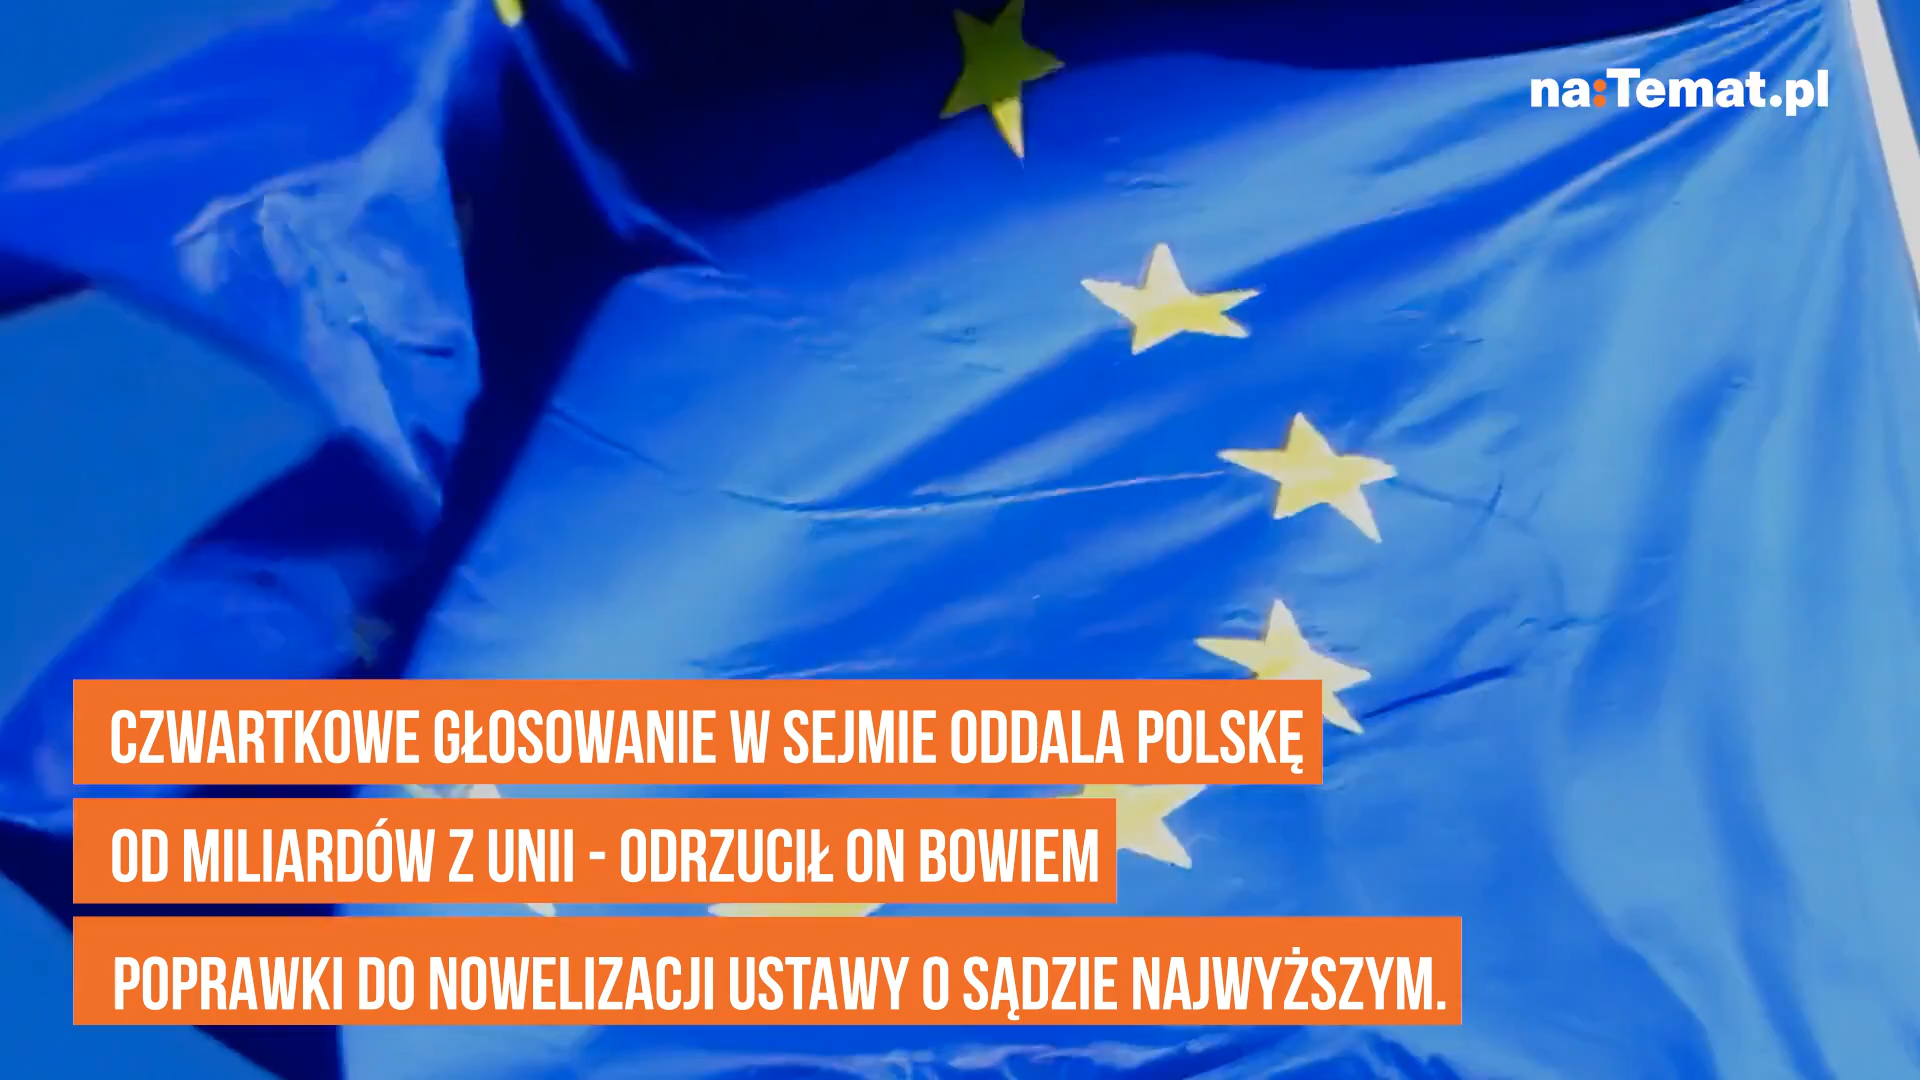 na:Temat.pl
CZWARTKOWE GŁOSOWANIE W SEJMIE ODDALA POLSKĘ
OD MILIARDÓW Z UNII - ODRZUCIŁ ON BOWIEM
POPRAWKI DO NOWELIZACJI USTAWY O SĄDZIE NAJWYŻSZYM.